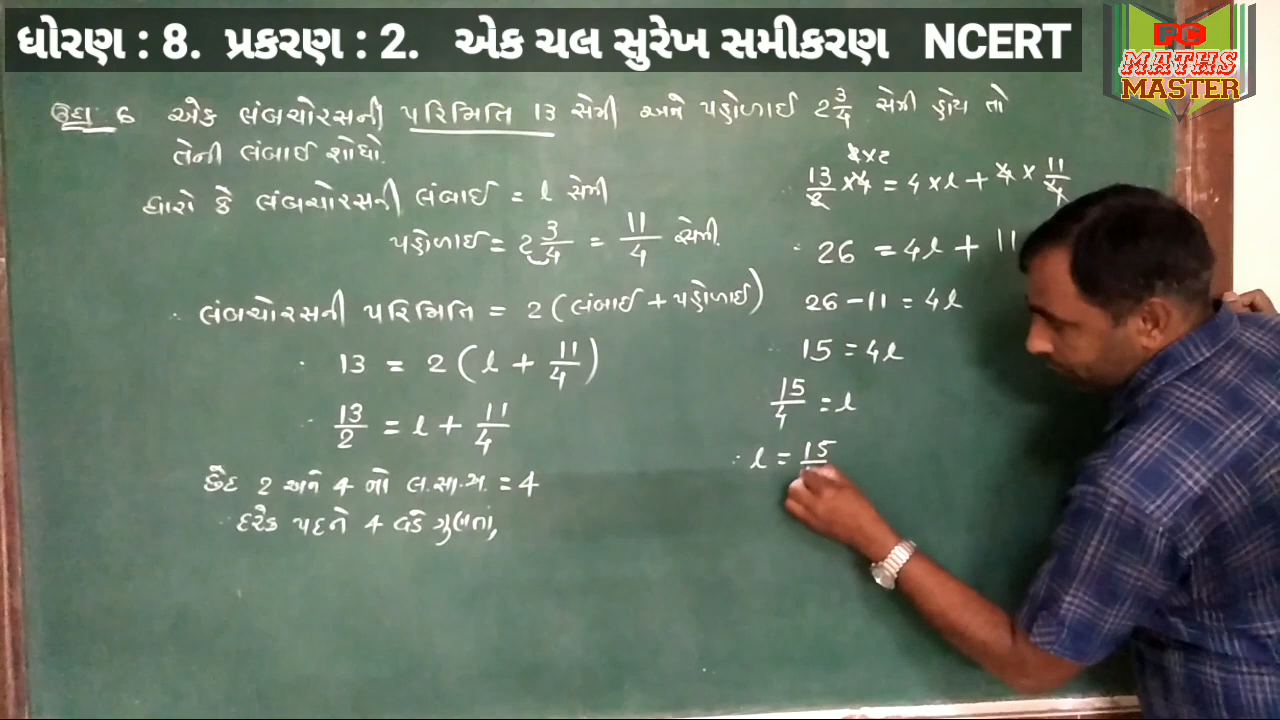 ધોરણ : 8. પ્રકરણ : 2. એક ચલ સુરેખ સમીકરણ NCERT
PC
MATHS
MASTER
ઉદા 6 એક લંબચોરસની પરિમિતિ 13 સેમી અને પહોળાઈ 2 3/4 સેમી હોય તો
તેની લંબાઈ શોધો.
ધારો કે લંબચોરસની લંબાઈ = l સેમી
પહોળાઈ = 2 3/4 = 11/4 સેમી.
∴ લંબચોરસની પરિમિતિ = 2 (લંબાઈ + પહોળાઈ)
∴ 13 = 2 (l + 11/4)
∴ 13/2 = l + 11/4
છેદ 2 અને 4 નો લ.સા.અ. = 4
∴ દરેક પદને 4 વડે ગુણતાં,
2×2
13/2 × 4 = 4 × l + 4 × 11/4
∴ 26 = 4l + 11
26 − 11 = 4l
∴ 15 = 4l
15/4 = l
∴ l = 15